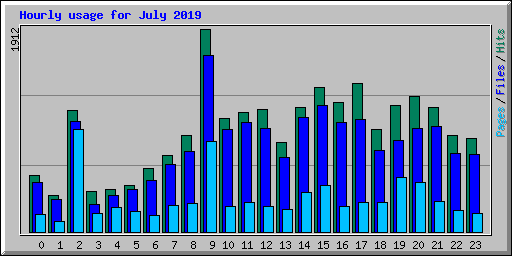 Hourly usage for July 2019
1912
Pages / Files / Hits
0 1 2 3 4 5 6 7 8 9 10 11 12 13 14 15 16 17 18 19 20 21 22 23